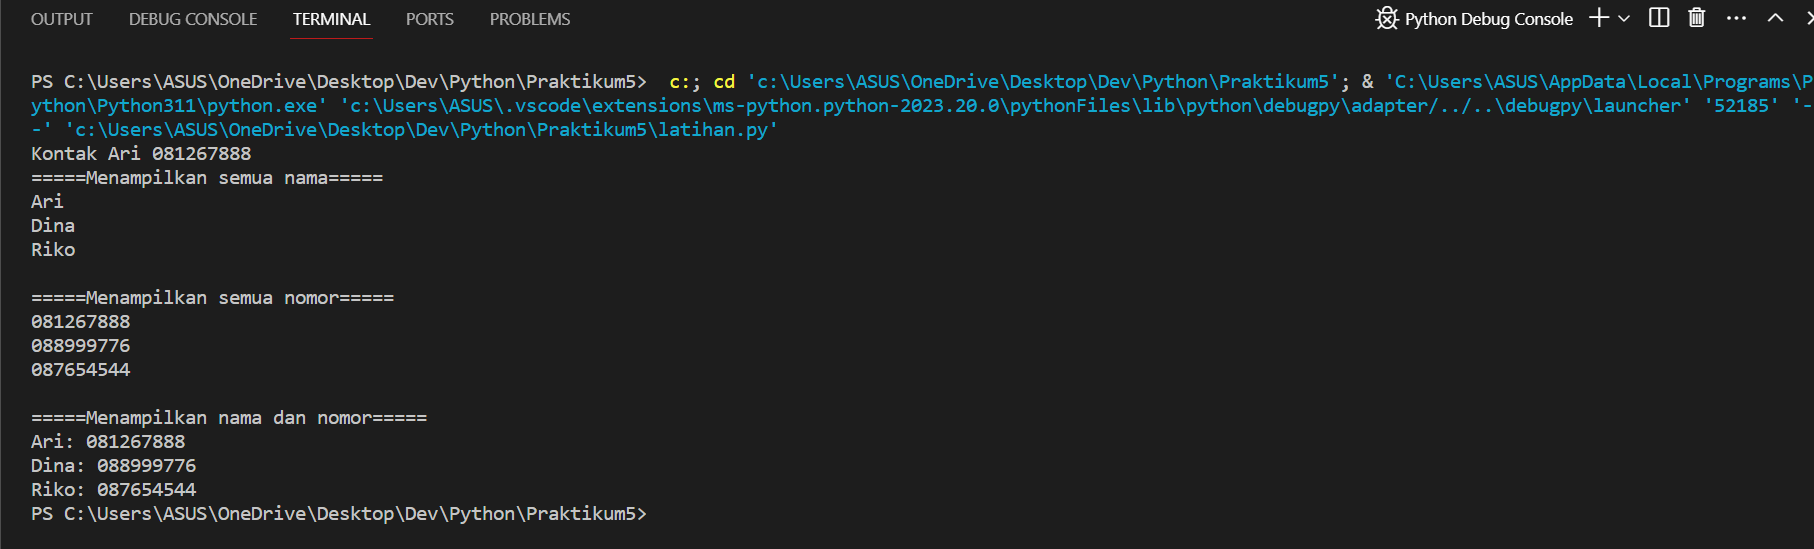 OUTPUT DEBUG CONSOLE TERMINAL PORTS PROBLEMS Python Debug Console
PS C:\Users\ASUS\OneDrive\Desktop\Dev\Python\Praktikum5>  c:; cd 'c:\Users\ASUS\OneDrive\Desktop\Dev\Python\Praktikum5'; & 'C:\Users\ASUS\AppData\Local\Programs\P
ython\Python311\python.exe' 'c:\Users\ASUS\.vscode\extensions\ms-python.python-2023.20.0\pythonFiles\lib\python\debugpy\adapter/../..\debugpy\launcher' '52185' '-
-' 'c:\Users\ASUS\OneDrive\Desktop\Dev\Python\Praktikum5\latihan.py'
Kontak Ari 081267888
=====Menampilkan semua nama=====
Ari
Dina
Riko
=====Menampilkan semua nomor=====
081267888
088999776
087654544
=====Menampilkan nama dan nomor=====
Ari: 081267888
Dina: 088999776
Riko: 087654544
PS C:\Users\ASUS\OneDrive\Desktop\Dev\Python\Praktikum5>